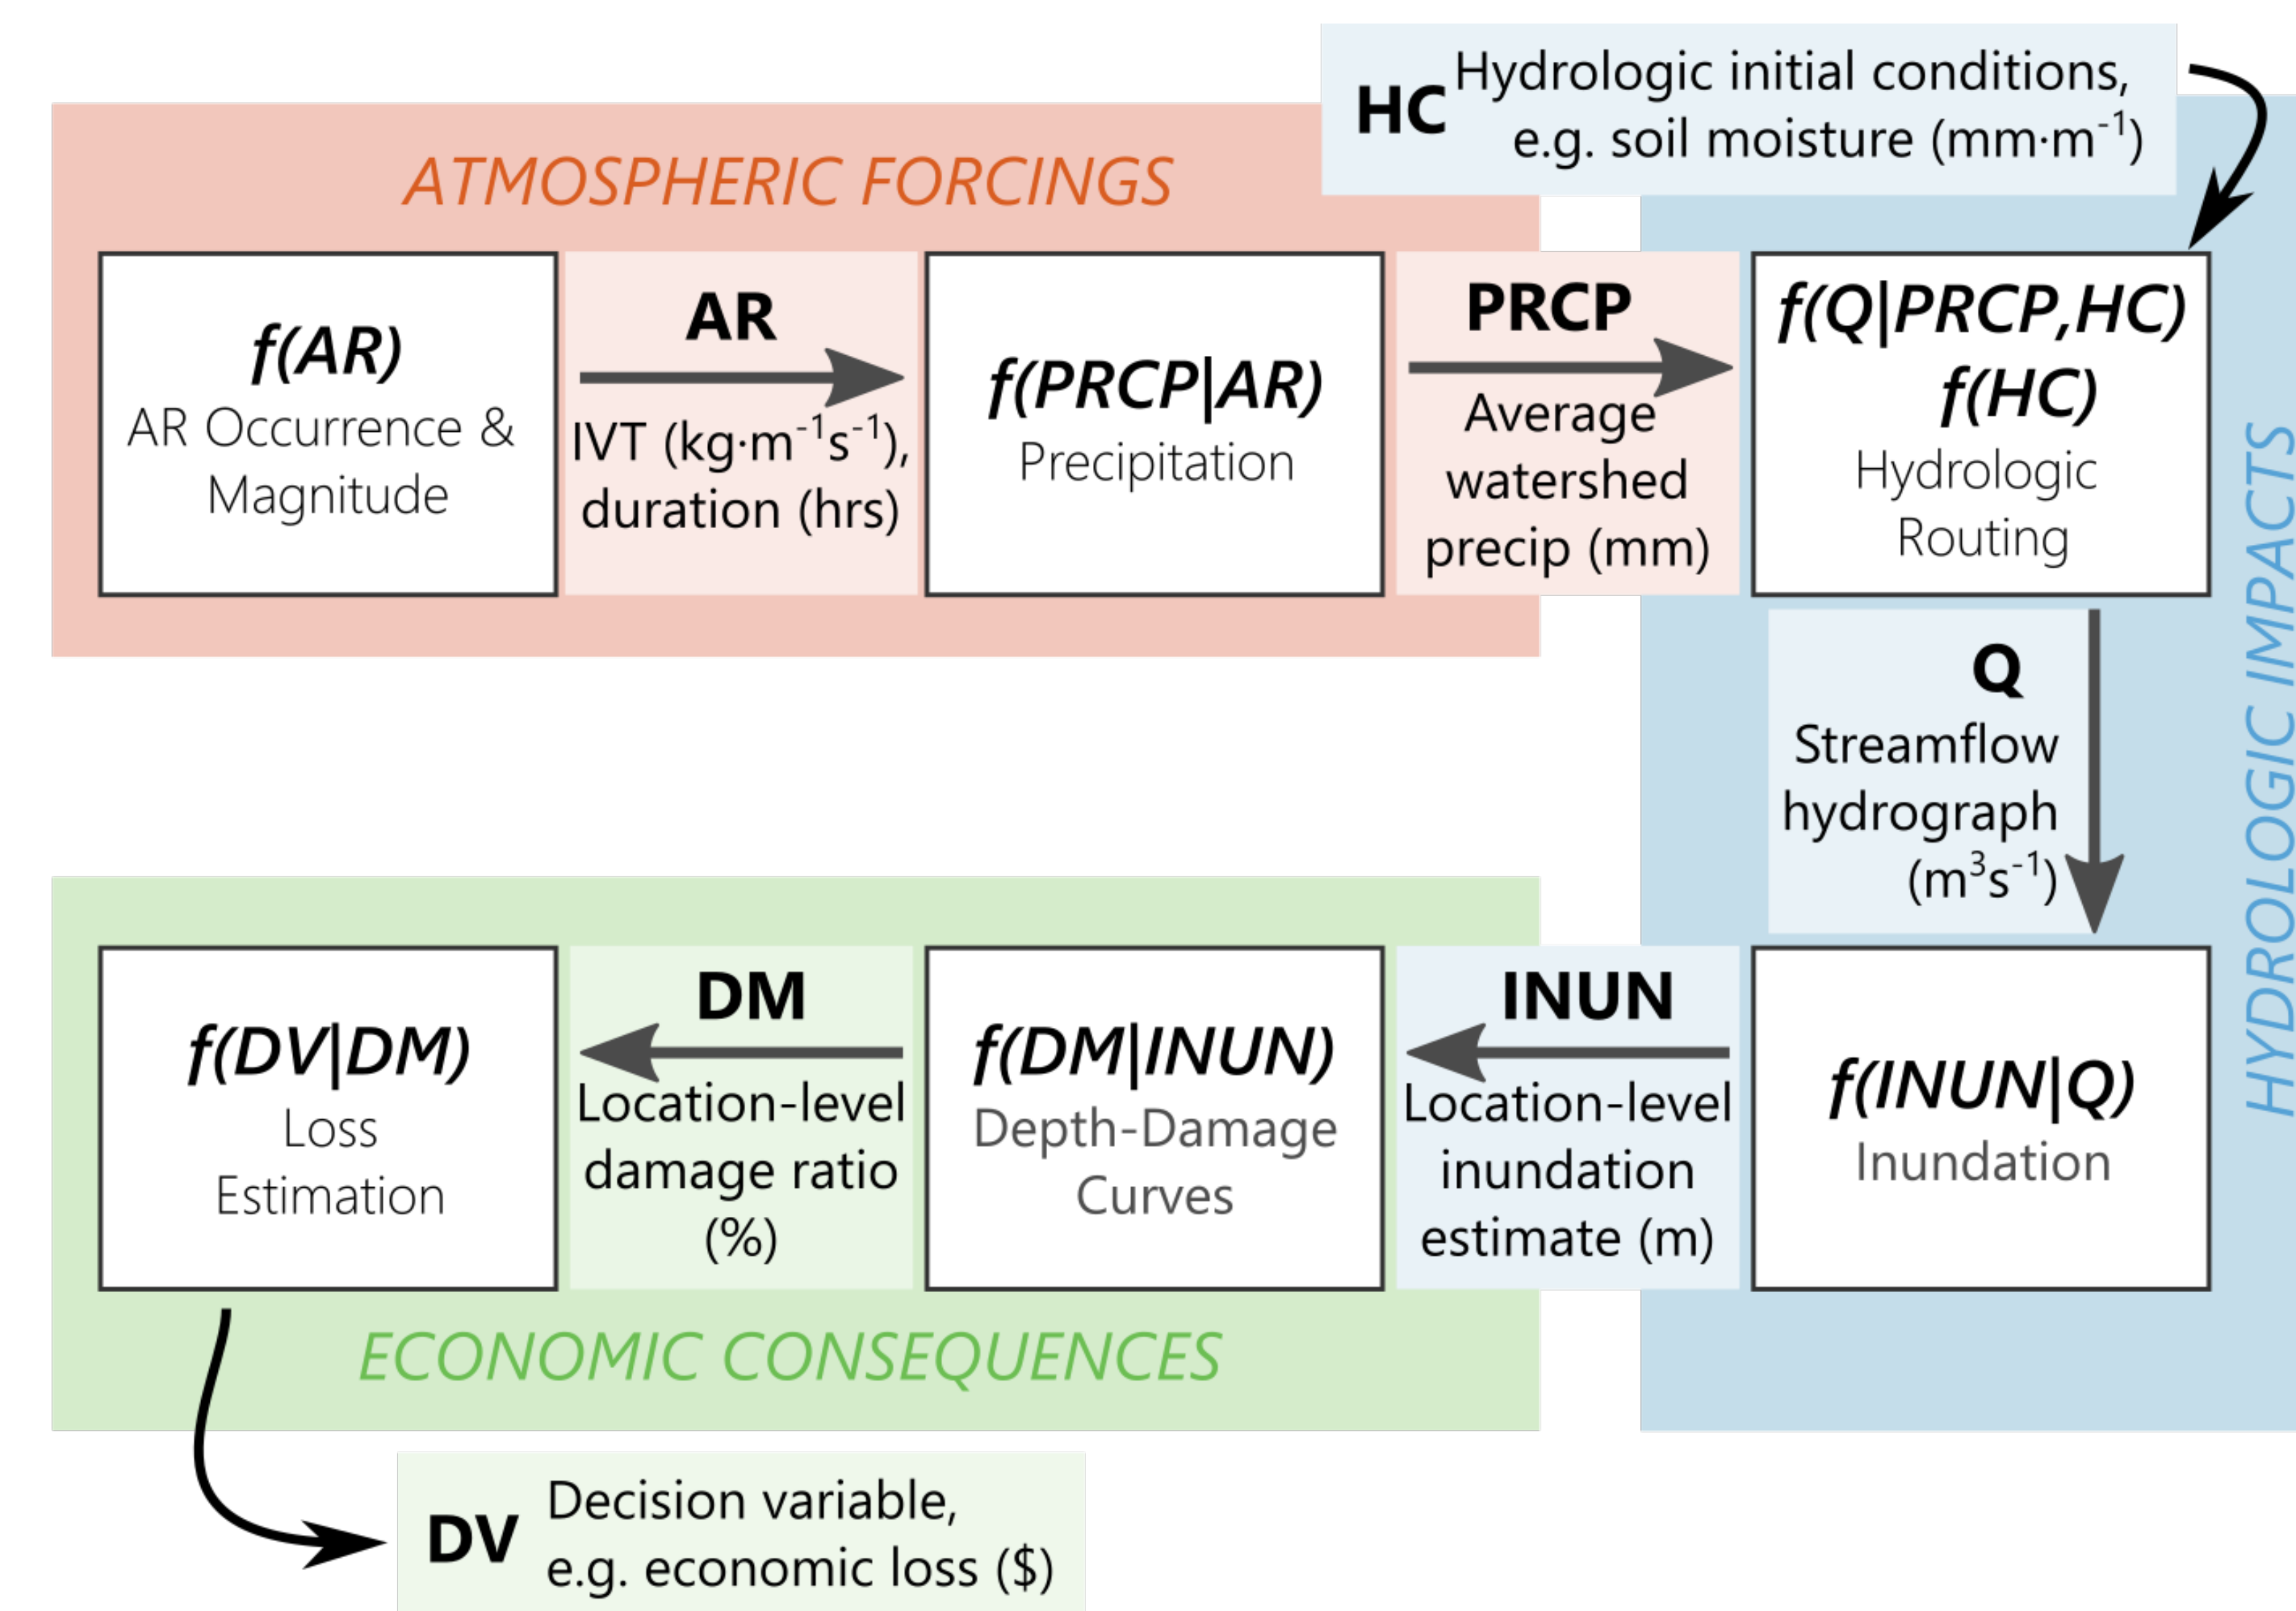 HC Hydrologic initial conditions,
e.g. soil moisture (mm·m⁻¹)
ATMOSPHERIC FORCINGS
f(AR)
AR Occurrence &
Magnitude
AR
IVT (kg·m⁻¹s⁻¹),
duration (hrs)
f(PRCP|AR)
Precipitation
PRCP
Average
watershed
precip (mm)
f(Q|PRCP,HC)
f(HC)
Hydrologic
Routing
HYDROLOGIC IMPACTS
Q
Streamflow
hydrograph
(m³s⁻¹)
f(INUN|Q)
Inundation
INUN
Location-level
inundation
estimate (m)
f(DM|INUN)
Depth-Damage
Curves
DM
Location-level
damage ratio
(%)
f(DV|DM)
Loss
Estimation
ECONOMIC CONSEQUENCES
DV Decision variable,
e.g. economic loss ($)